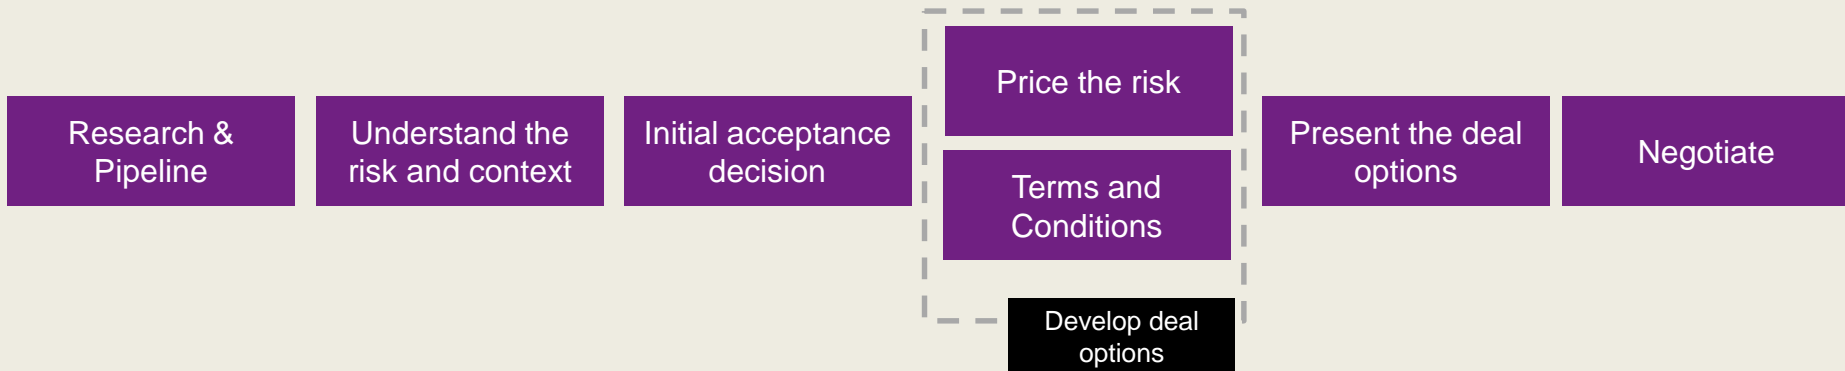 Research &
Pipeline
Understand the
risk and context
Initial acceptance
decision
Price the risk
Terms and
Conditions
Develop deal
options
Present the deal
options
Negotiate